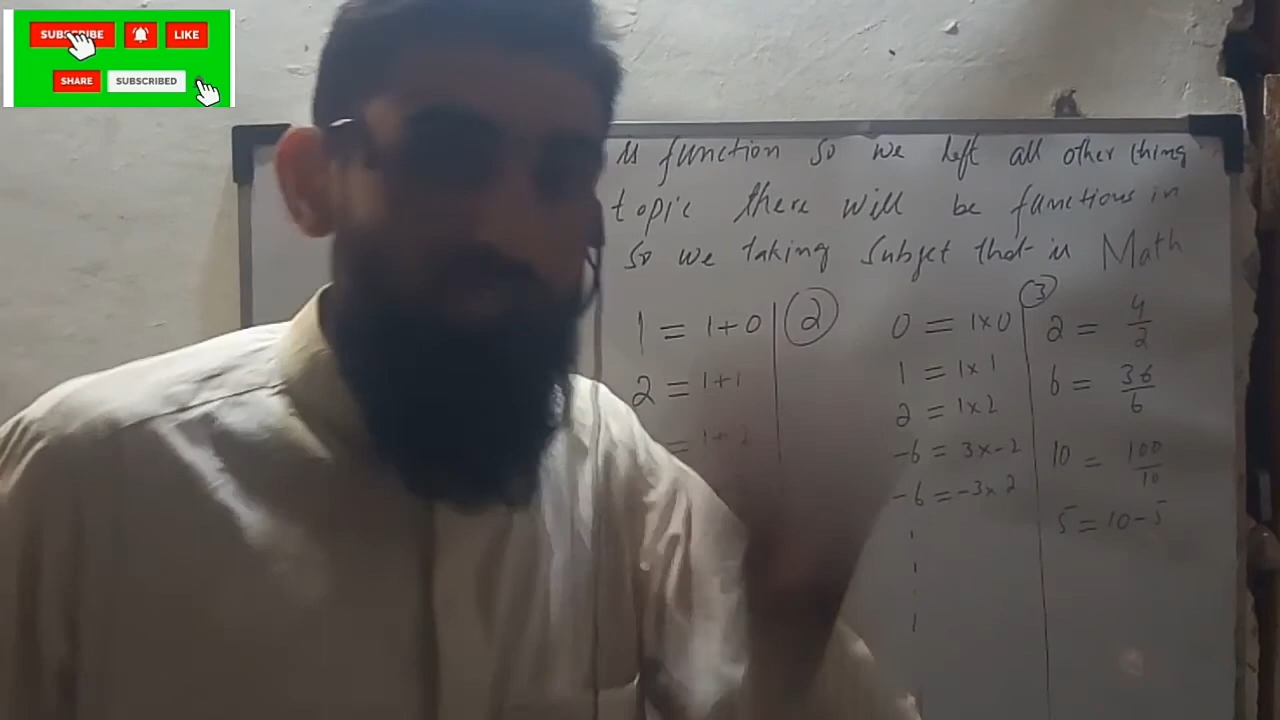 SUBSCRIBE LIKE
SHARE SUBSCRIBED
is function so we left all other thing
topic there will be functions in
so we taking Subjet that is Math
1 = 1+0
2 = 1+1
= 1+2
2
0 = 1x0
1 = 1x1
2 = 1x2
-6 = 3x-2
-6 = -3x2
3
2 = 4/2
6 = 36/6
10 = 100/10
5 = 10-5